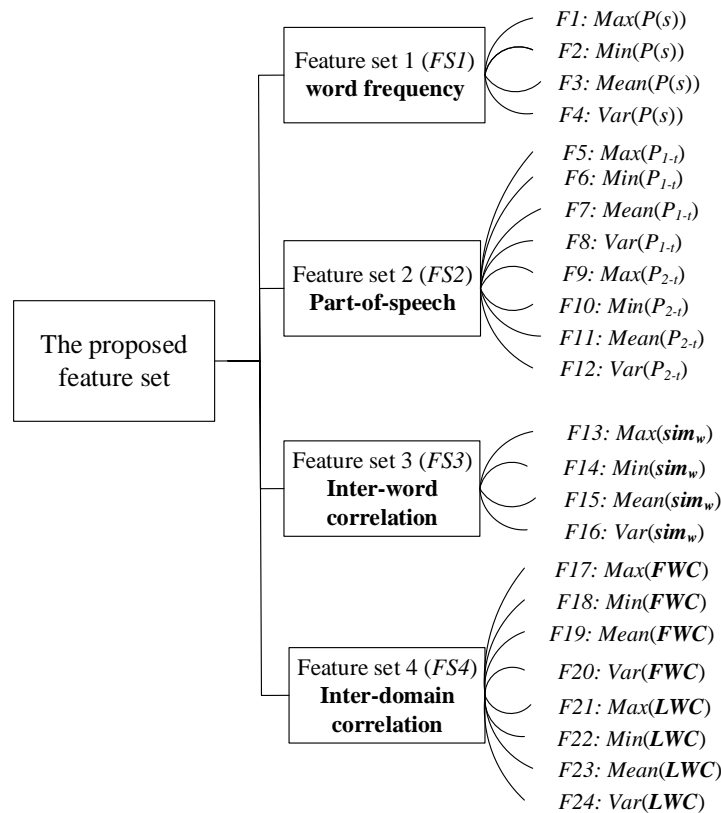 The proposed
feature set
Feature set 1 (FS1)
word frequency
F1: Max(P(s))
F2: Min(P(s))
F3: Mean(P(s))
F4: Var(P(s))
Feature set 2 (FS2)
Part-of-speech
F5: Max(P1-t)
F6: Min(P1-t)
F7: Mean(P1-t)
F8: Var(P1-t)
F9: Max(P2-t)
F10: Min(P2-t)
F11: Mean(P2-t)
F12: Var(P2-t)
Feature set 3 (FS3)
Inter-word
correlation
F13: Max(simw)
F14: Min(simw)
F15: Mean(simw)
F16: Var(simw)
Feature set 4 (FS4)
Inter-domain
correlation
F17: Max(FWC)
F18: Min(FWC)
F19: Mean(FWC)
F20: Var(FWC)
F21: Max(LWC)
F22: Min(LWC)
F23: Mean(LWC)
F24: Var(LWC)